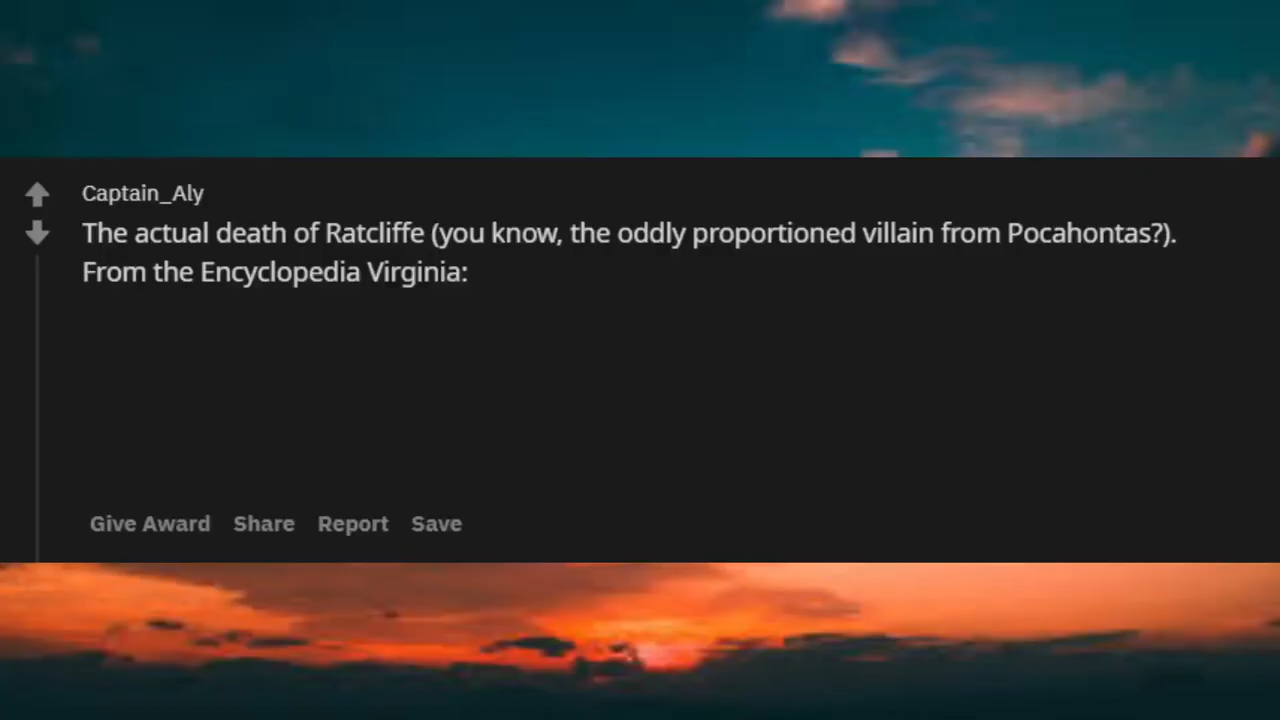 Captain_Aly
The actual death of Ratcliffe (you know, the oddly proportioned villain from Pocahontas?).
From the Encyclopedia Virginia:
Give Award Share Report Save